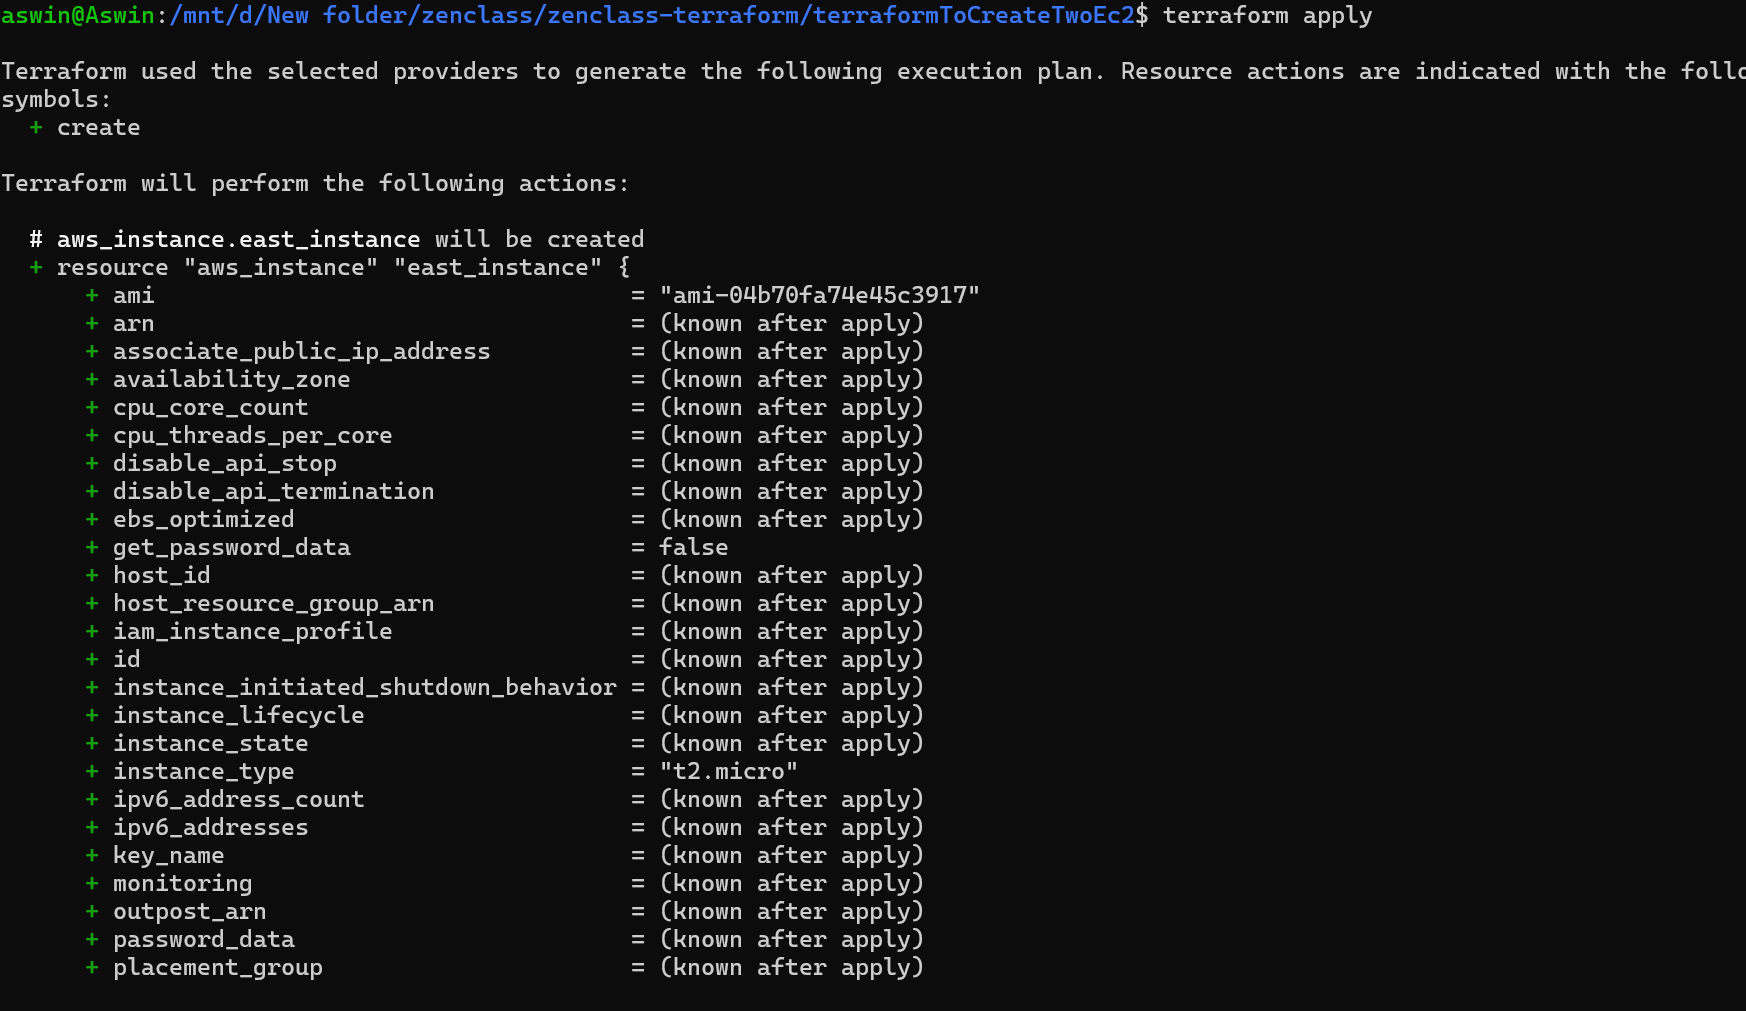 aswin@Aswin:/mnt/d/New folder/zenclass/zenclass-terraform/terraformToCreateTwoEc2$ terraform apply
Terraform used the selected providers to generate the following execution plan. Resource actions are indicated with the follo
symbols:
+ create
Terraform will perform the following actions:
# aws_instance.east_instance will be created
+ resource "aws_instance" "east_instance" {
+ ami = "ami-04b70fa74e45c3917"
+ arn = (known after apply)
+ associate_public_ip_address = (known after apply)
+ availability_zone = (known after apply)
+ cpu_core_count = (known after apply)
+ cpu_threads_per_core = (known after apply)
+ disable_api_stop = (known after apply)
+ disable_api_termination = (known after apply)
+ ebs_optimized = (known after apply)
+ get_password_data = false
+ host_id = (known after apply)
+ host_resource_group_arn = (known after apply)
+ iam_instance_profile = (known after apply)
+ id = (known after apply)
+ instance_initiated_shutdown_behavior = (known after apply)
+ instance_lifecycle = (known after apply)
+ instance_state = (known after apply)
+ instance_type = "t2.micro"
+ ipv6_address_count = (known after apply)
+ ipv6_addresses = (known after apply)
+ key_name = (known after apply)
+ monitoring = (known after apply)
+ outpost_arn = (known after apply)
+ password_data = (known after apply)
+ placement_group = (known after apply)